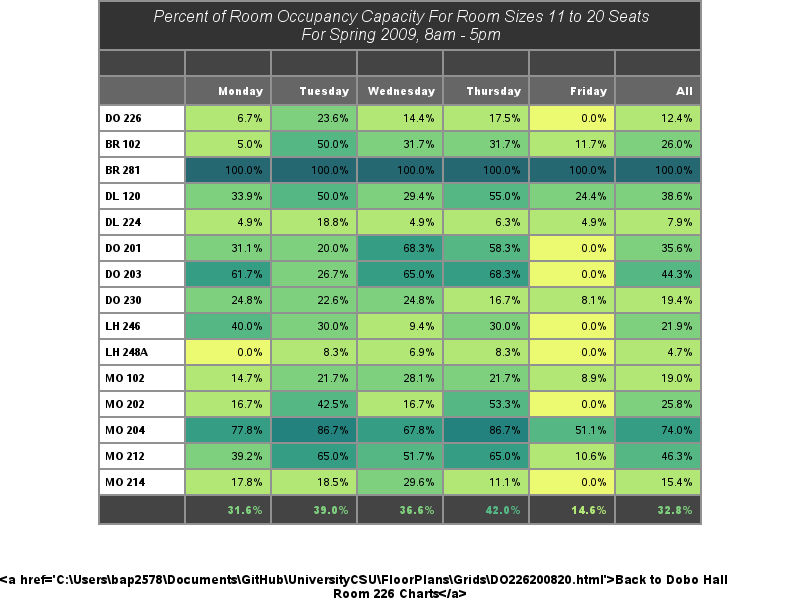 Percent of Room Occupancy Capacity For Room Sizes 11 to 20 Seats
For Spring 2009, 8am - 5pm
Monday Tuesday Wednesday Thursday Friday All
DO 226 6.7% 23.6% 14.4% 17.5% 0.0% 12.4%
BR 102 5.0% 50.0% 31.7% 31.7% 11.7% 26.0%
BR 281 100.0% 100.0% 100.0% 100.0% 100.0% 100.0%
DL 120 33.9% 50.0% 29.4% 55.0% 24.4% 38.6%
DL 224 4.9% 18.8% 4.9% 6.3% 4.9% 7.9%
DO 201 31.1% 20.0% 68.3% 58.3% 0.0% 35.6%
DO 203 61.7% 26.7% 65.0% 68.3% 0.0% 44.3%
DO 230 24.8% 22.6% 24.8% 16.7% 8.1% 19.4%
LH 246 40.0% 30.0% 9.4% 30.0% 0.0% 21.9%
LH 248A 0.0% 8.3% 6.9% 8.3% 0.0% 4.7%
MO 102 14.7% 21.7% 28.1% 21.7% 8.9% 19.0%
MO 202 16.7% 42.5% 16.7% 53.3% 0.0% 25.8%
MO 204 77.8% 86.7% 67.8% 86.7% 51.1% 74.0%
MO 212 39.2% 65.0% 51.7% 65.0% 10.6% 46.3%
MO 214 17.8% 18.5% 29.6% 11.1% 0.0% 15.4%
31.6% 39.0% 36.6% 42.0% 14.6% 32.8%
<a href='C:\Users\bap2578\Documents\GitHub\UniversityCSU\FloorPlans\Grids\DO226200820.html'>Back to Dobo Hall
Room 226 Charts</a>